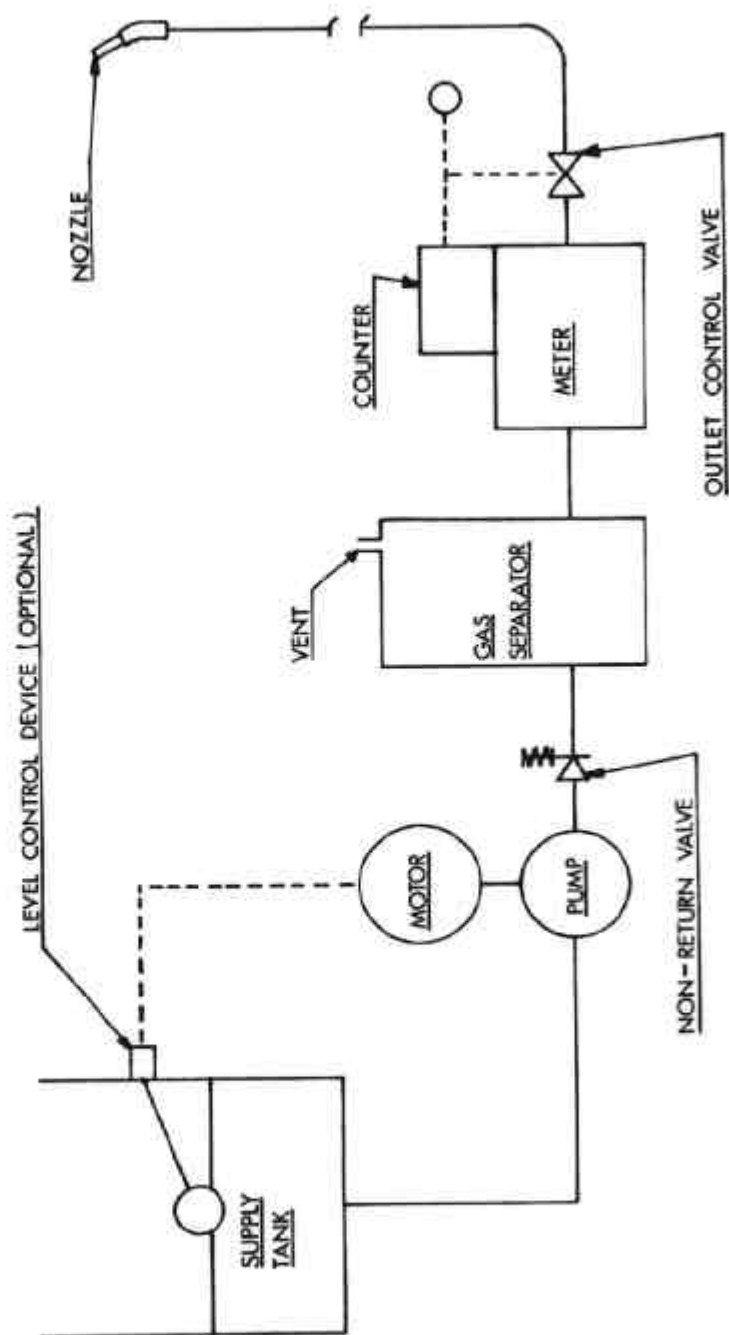 LEVEL CONTROL DEVICE (OPTIONAL)
NOZZLE
SUPPLY
TANK
VENT
COUNTER
MOTOR
GAS
SEPARATOR
METER
PUMP
NON-RETURN VALVE
OUTLET CONTROL VALVE